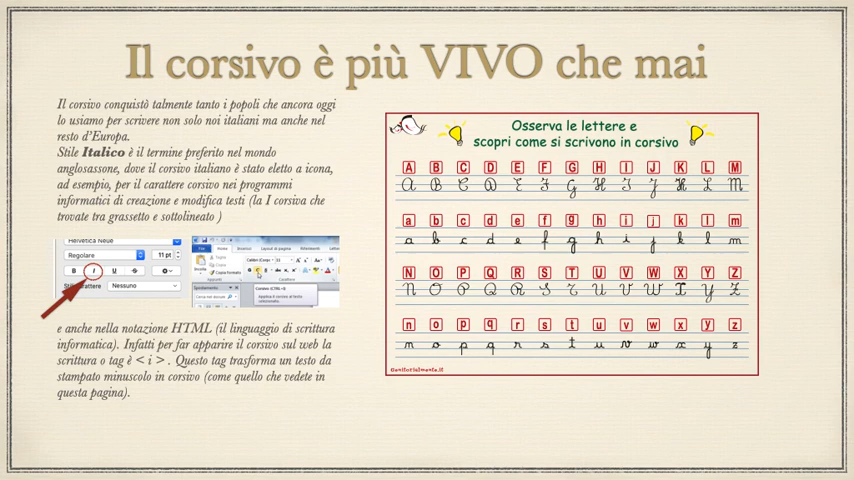 Il corsivo è più VIVO che mai
Il corsivo conquistò talmente tanto i popoli che ancora oggi
lo usiamo per scrivere non solo noi italiani ma anche nel
resto d'Europa.
Stile Italico è il termine preferito nel mondo
anglosassone, dove il corsivo italiano è stato eletto a icona,
ad esempio, per il carattere corsivo nei programmi
informatici di creazione e modifica testi (la I corsiva che
trovate tra grassetto e sottolineato )
Helvetica Neue
Regolare 11 pt
B I U S
Nessuno
File Home Inserisci Layout di pagina
Copia formato
Calibri (Corpo 11
Appunti Carattere
Corsivo (CTRL+I)
Applica il corsivo al testo
selezionato.
e anche nella notazione HTML (il linguaggio di scrittura
informatica). Infatti per far apparire il corsivo sul web la
scrittura o tag è < i > . Questo tag trasforma un testo da
stampato minuscolo in corsivo (come quello che vedete in
questa pagina).
Osserva le lettere e
scopri come si scrivono in corsivo
A B C D E F G H I J K L M
A B C D E F G H I J K L M
a b c d e f g h i j k l m
a b c d e f g h i j k l m
N O P Q R S T U V W X Y Z
N O P Q R S T U V W X Y Z
n o p q r s t u v w x y z
n o p q r s t u v w x y z
Genitorialmente.it